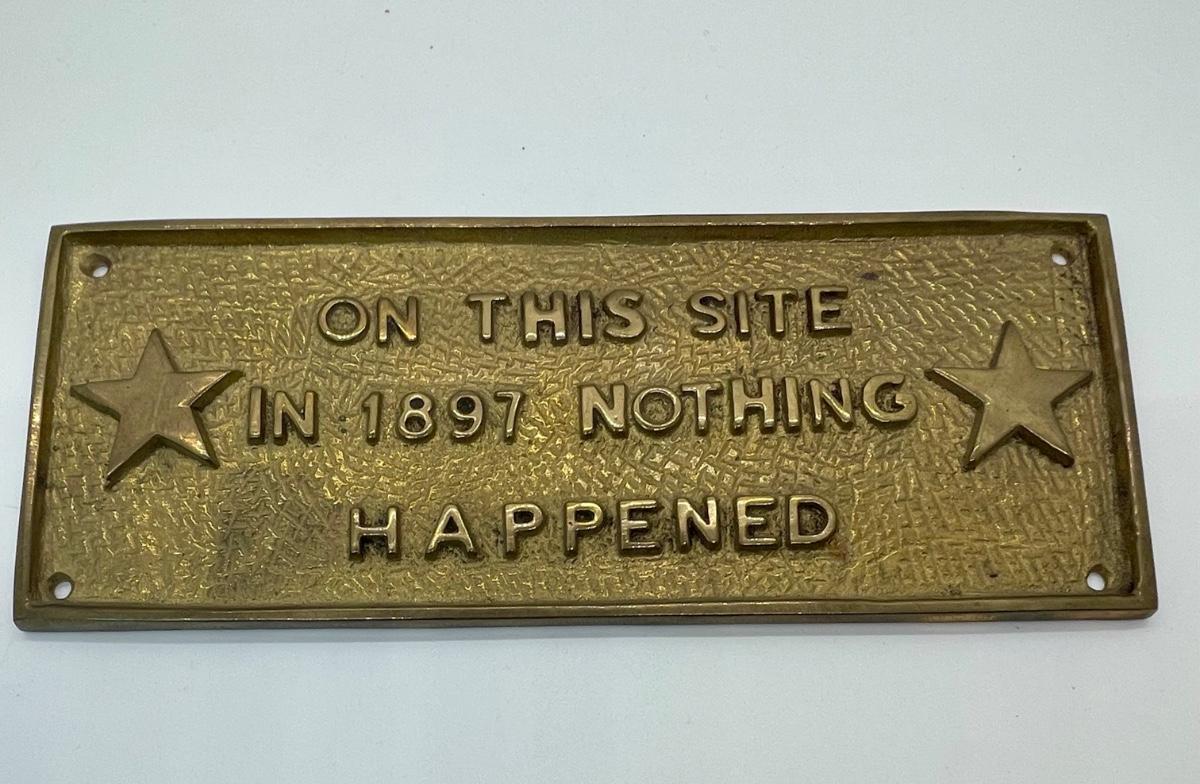 ON THIS SITE
IN 1897 NOTHING
HAPPENED